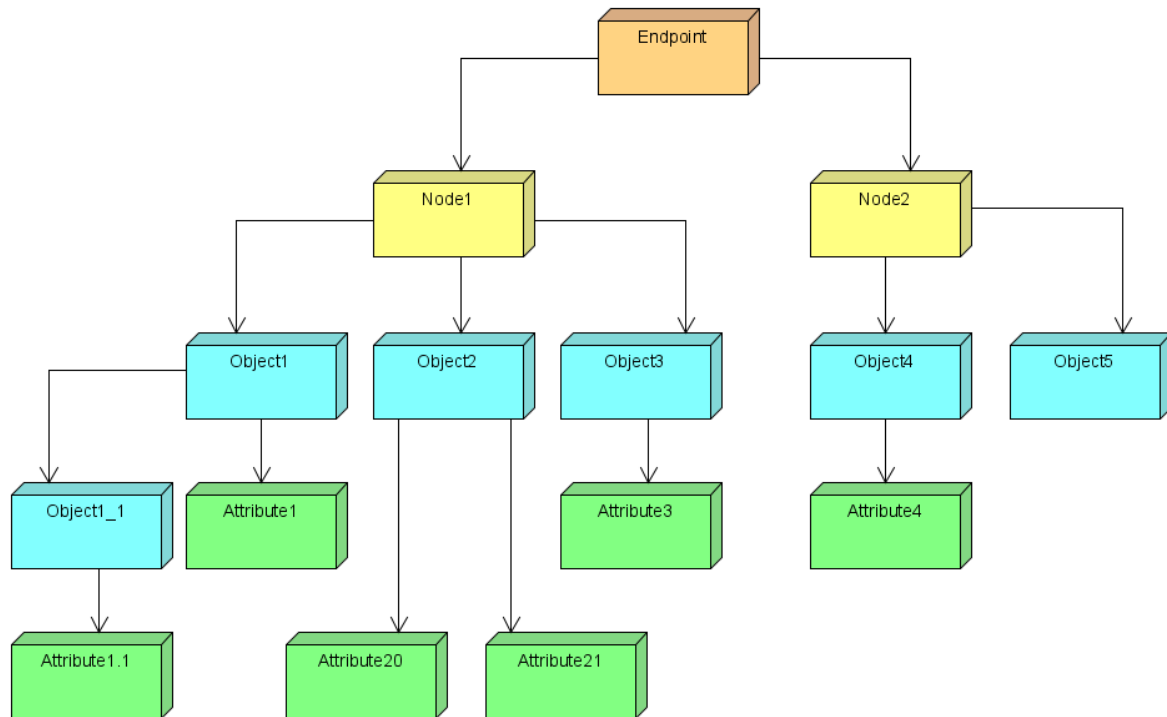 Endpoint
Node1
Node2
Object1
Object2
Object3
Object4
Object5
Object1_1
Attribute1
Attribute3
Attribute4
Attribute1.1
Attribute20
Attribute21